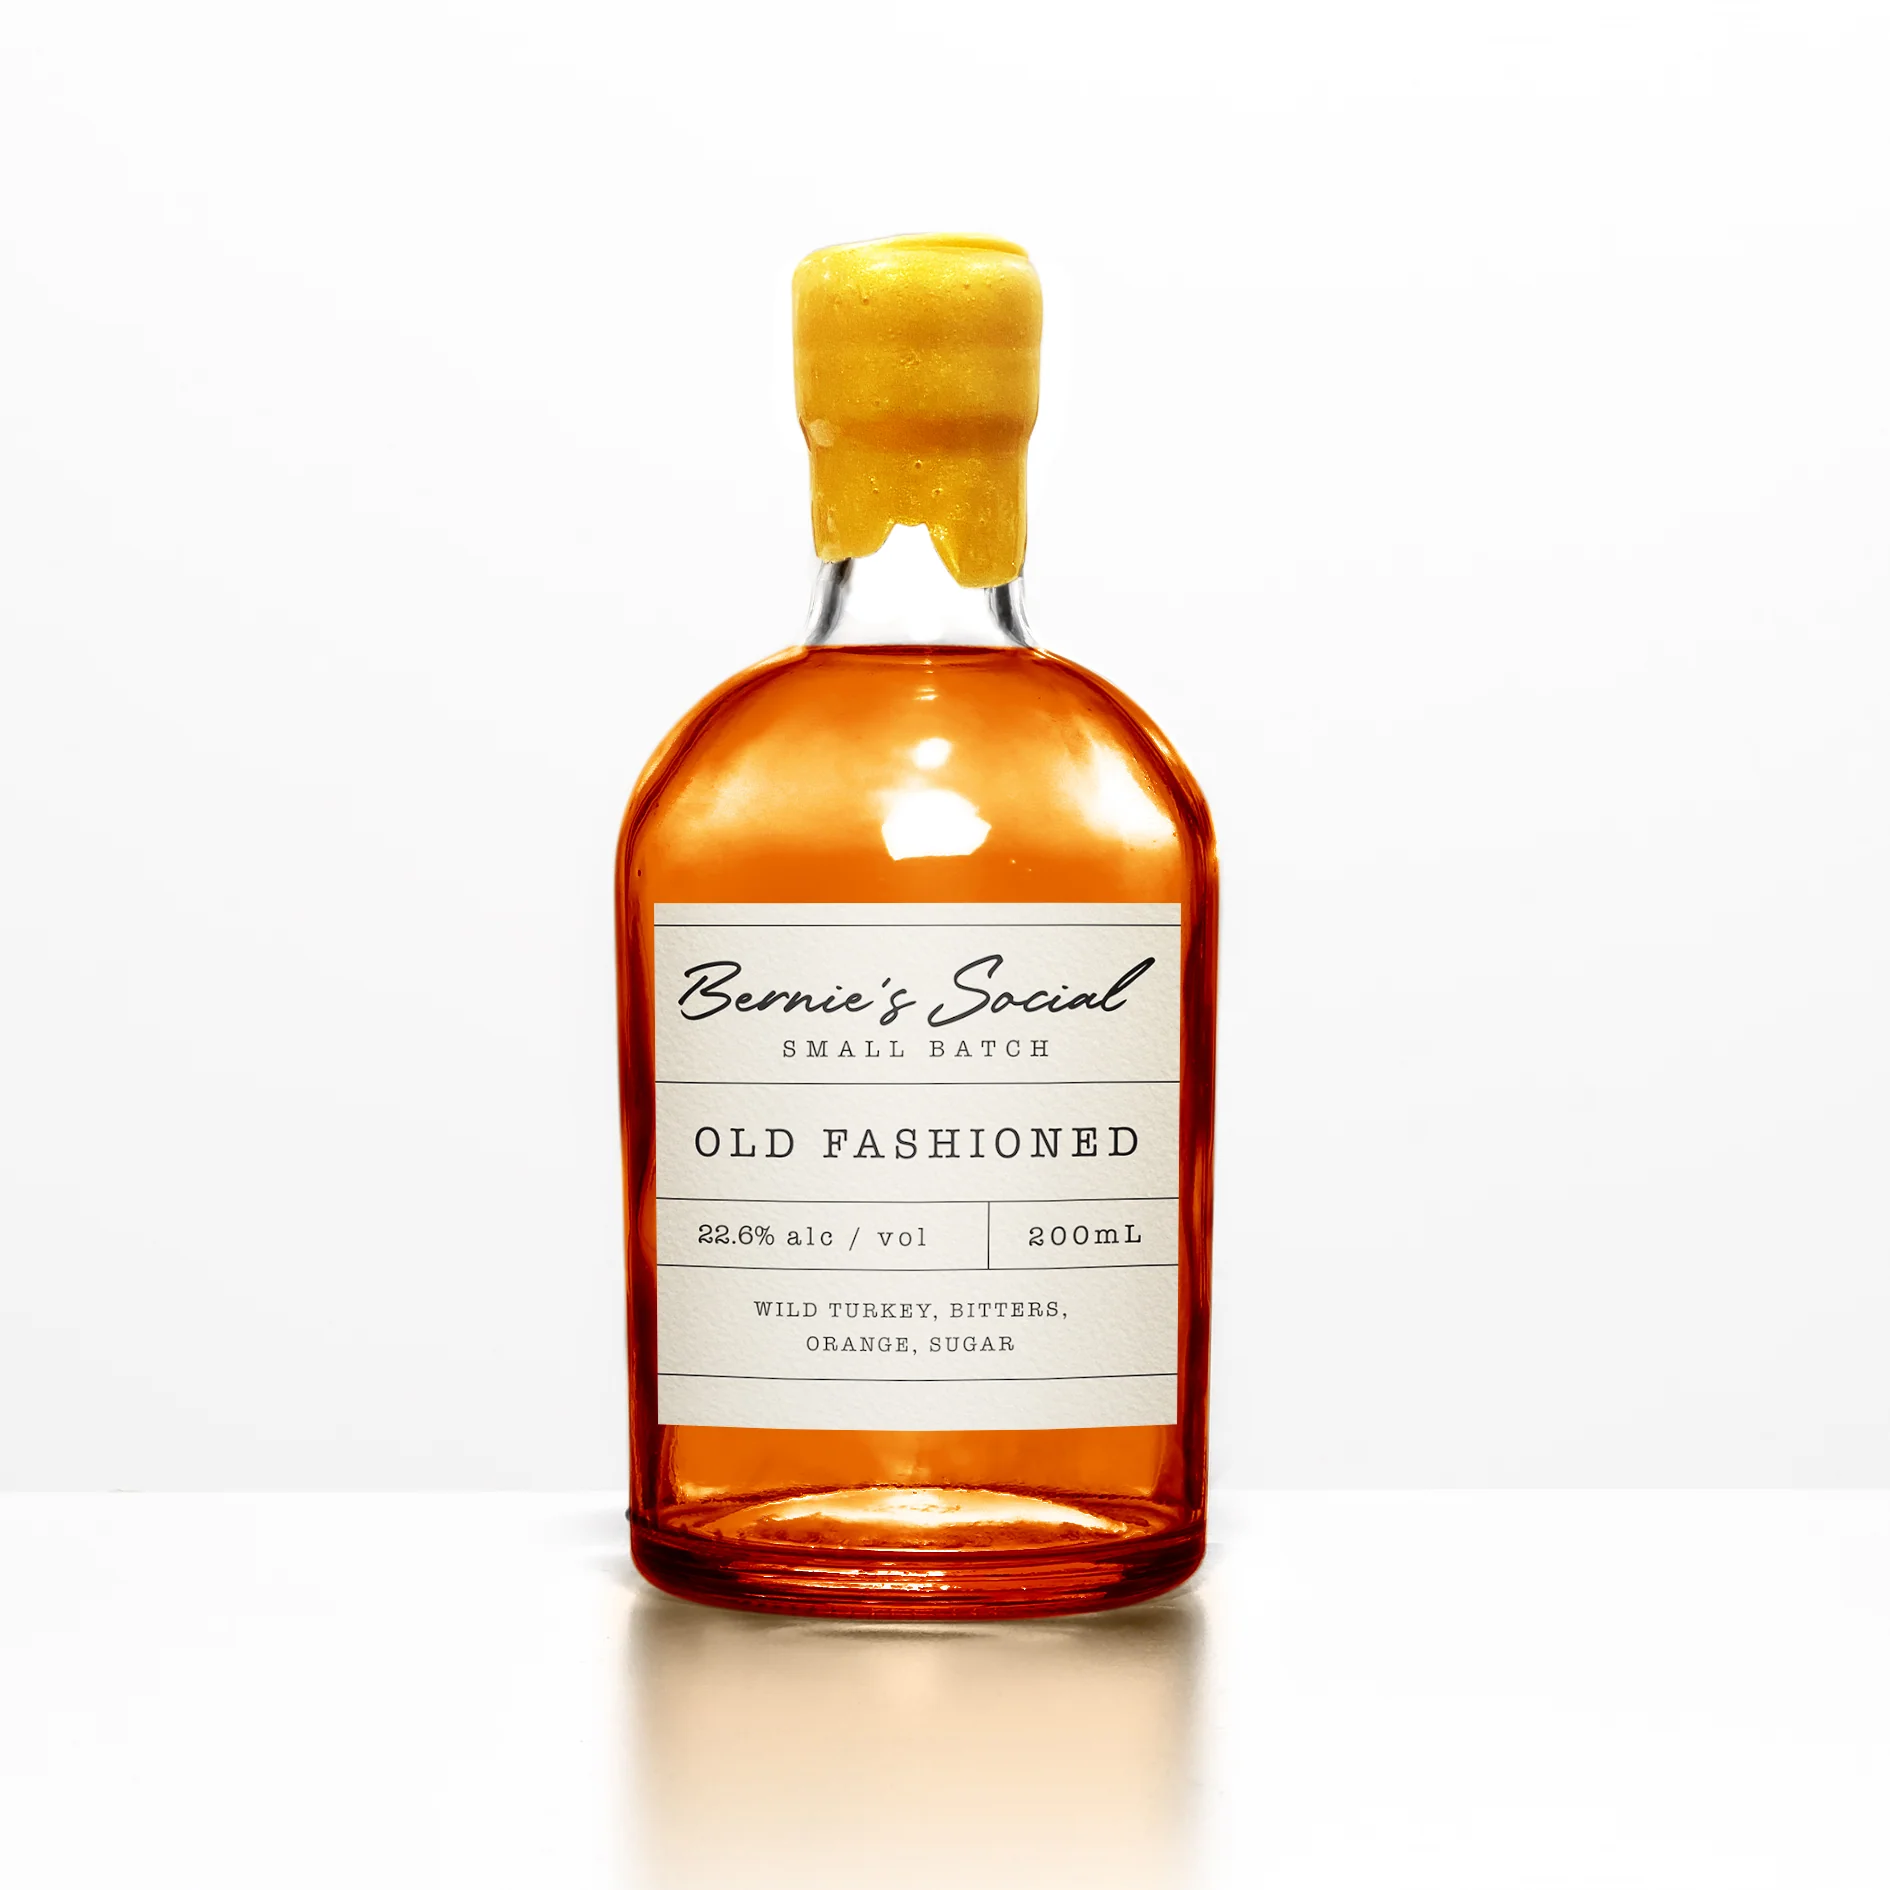 Bernie's Social
SMALL BATCH
OLD FASHIONED
22.6% alc / vol
200mL
WILD TURKEY, BITTERS,
ORANGE, SUGAR